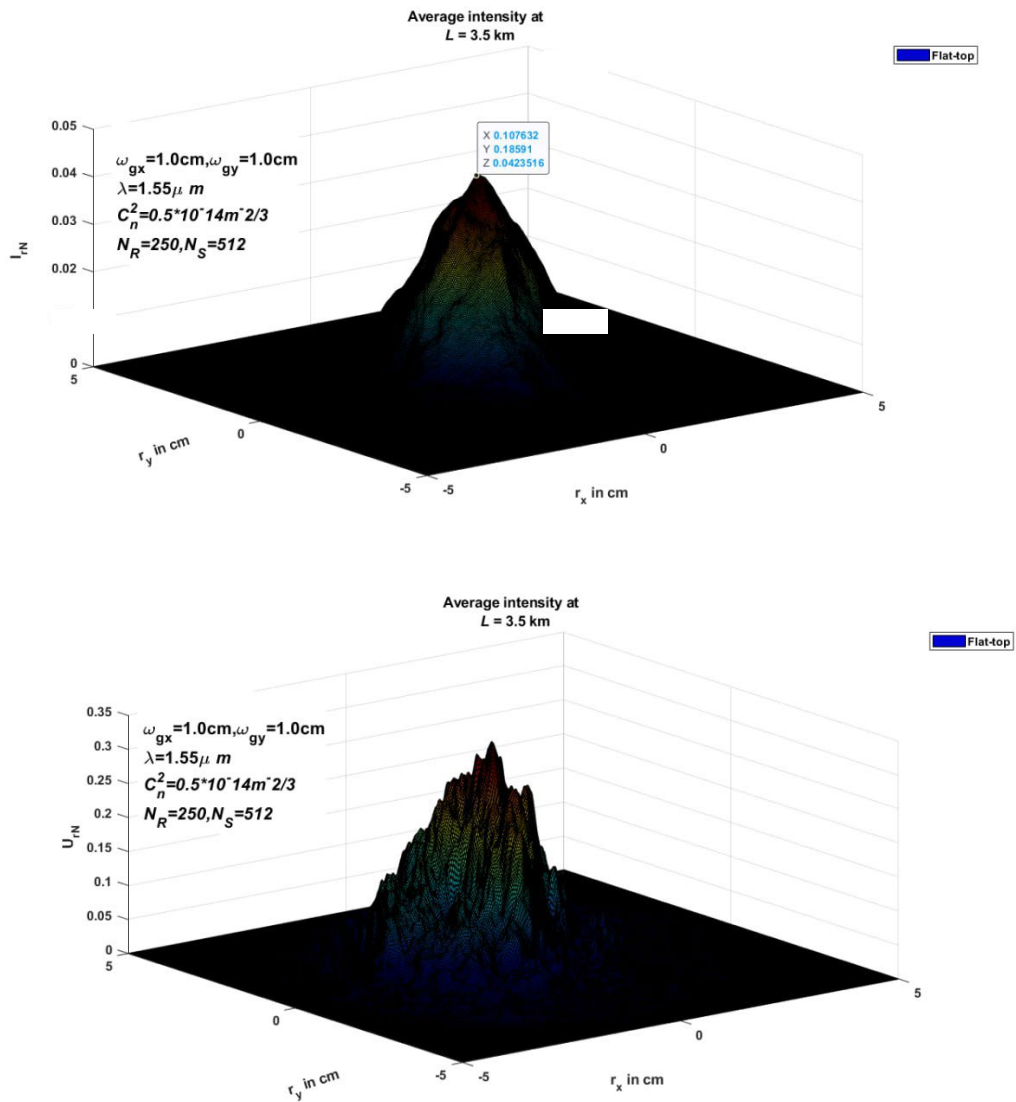 Average intensity at
L = 3.5 km
Flat-top
0.05
0.04
0.03
0.02
0
I_rN
ω_gx=1.0cm,ω_gy=1.0cm
λ=1.55μ m
C_n^2=0.5*10^-14m^-2/3
N_R=250,N_S=512
X 0.107632
Y 0.18591
Z 0.0423516
5
0
-5
r_y in cm
-5
0
5
r_x in cm
Average intensity at
L = 3.5 km
Flat-top
0.35
0.3
0.25
0.2
0.15
0.1
0.05
0
U_rN
ω_gx=1.0cm,ω_gy=1.0cm
λ=1.55μ m
C_n^2=0.5*10^-14m^-2/3
N_R=250,N_S=512
5
0
-5
r_y in cm
-5
0
5
r_x in cm